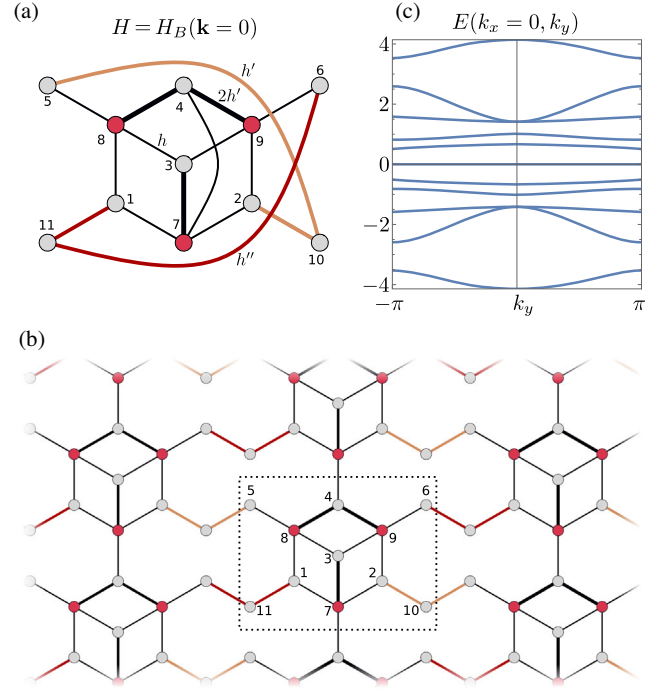 (a)
H = H_B(k = 0)
h′
6
5
4
2h′
8
h
9
3
1
2
11
7
10
h″
(c)
E(k_x = 0, k_y)
4
2
0
−2
−4
−π
k_y
π
(b)
5
4
6
8
9
3
1
2
11
7
10